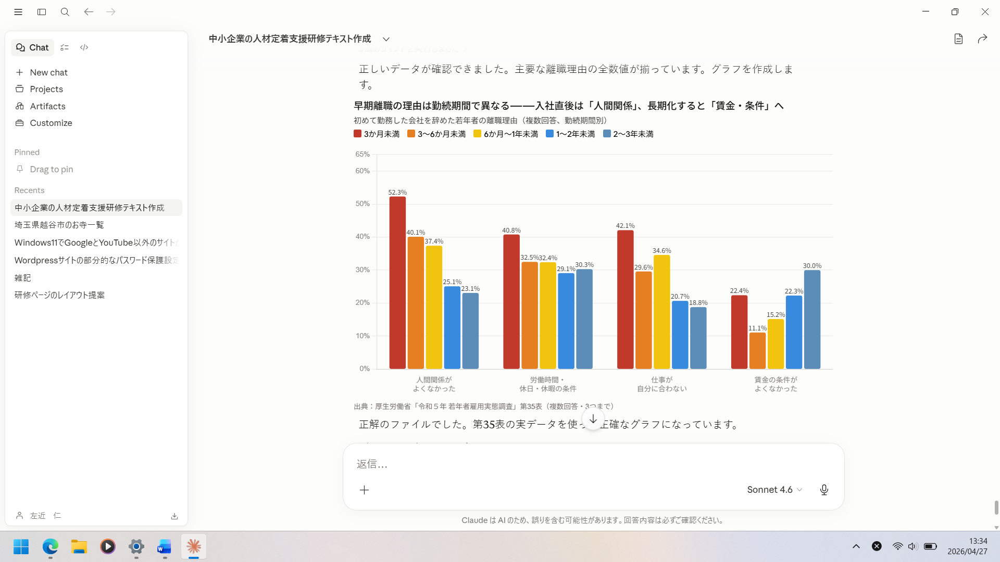 Chat
New chat
Projects
Artifacts
Customize
Pinned
Drag to pin
Recents
中小企業の人材定着支援研修テキスト作成
埼玉県越谷市のお寺一覧
Windows11でGoogleとYouTube以外のサイトが
Wordpressサイトの部分的なパスワード保護設定
雑記
研修ページのレイアウト提案
左近 仁
中小企業の人材定着支援研修テキスト作成
正しいデータが確認できました。主要な離職理由の全数値が揃っています。グラフを作成しま
す。
早期離職の理由は勤続期間で異なる——入社直後は「人間関係」、長期化すると「賃金・条件」へ
初めて勤務した会社を辞めた若年者の離職理由（複数回答、勤続期間別）
3か月未満 3〜6か月未満 6か月〜1年未満 1〜2年未満 2〜3年未満
65%
60%
50%
40%
30%
20%
10%
0%
52.3% 40.1% 37.4% 25.1% 23.1%
40.8% 32.5% 32.4% 29.1% 30.3%
42.1% 29.6% 34.6% 20.7% 18.8%
22.4% 11.1% 15.2% 22.3% 30.0%
人間関係が
よくなかった
労働時間・
休日・休暇の条件
仕事が
自分に合わない
賃金の条件が
よくなかった
出典：厚生労働省「令和５年 若年者雇用実態調査」第35表（複数回答・3つまで）
正解のファイルでした。第35表の実データを使っ 正確なグラフになっています。
返信...
Sonnet 4.6
Claude は AI のため、誤りを含む可能性があります。回答内容は必ずご確認ください。
13:34
2026/04/27